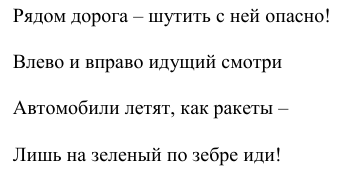 Рядом дорога – шутить с ней опасно!
Влево и вправо идущий смотри
Автомобили летят, как ракеты –
Лишь на зеленый по зебре иди!